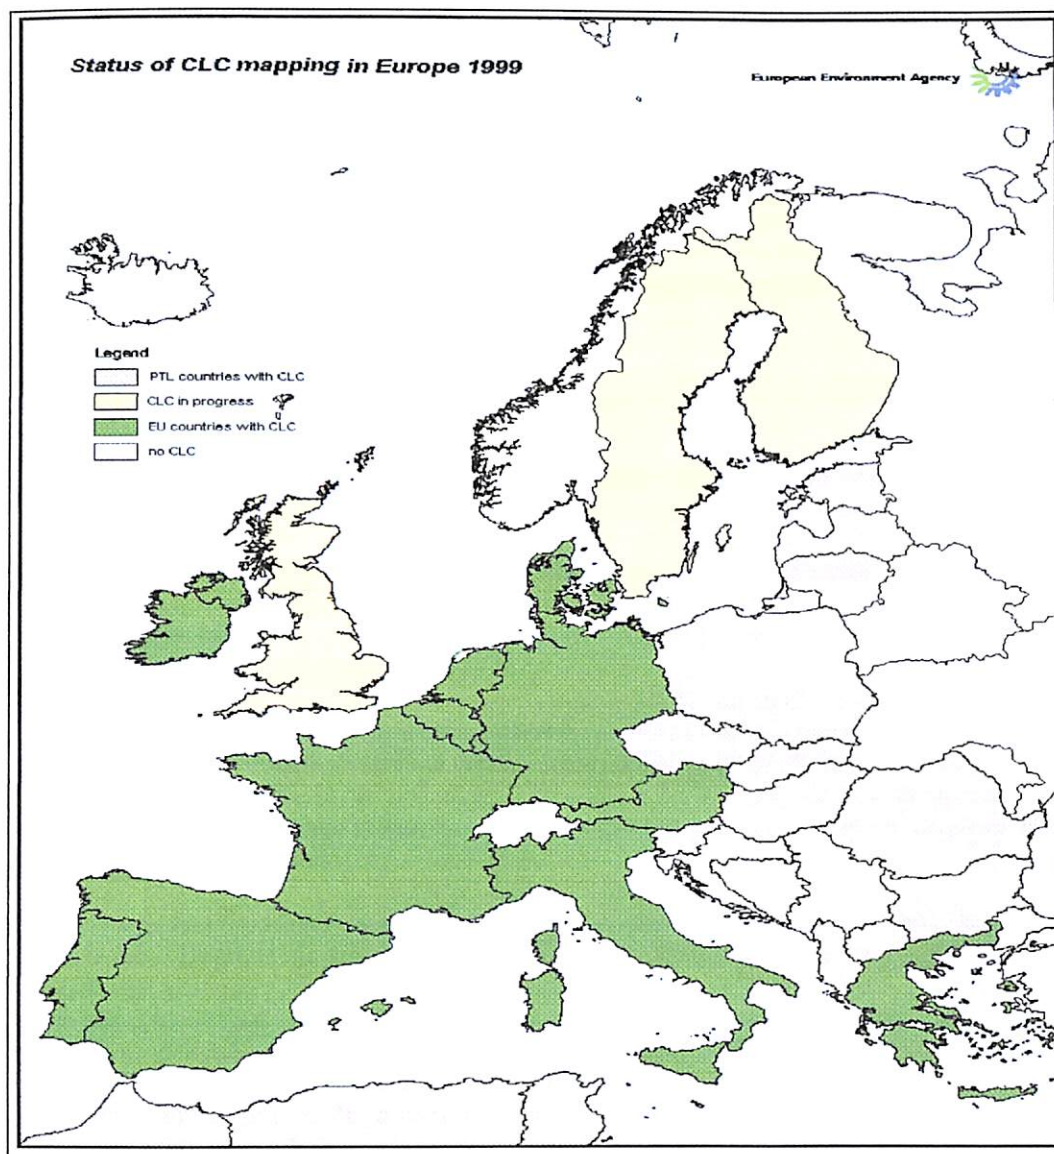 Status of CLC mapping in Europe 1999
European Environment Agency
Legend
PTL countries with CLC
CLC in progress
EU countries with CLC
no CLC